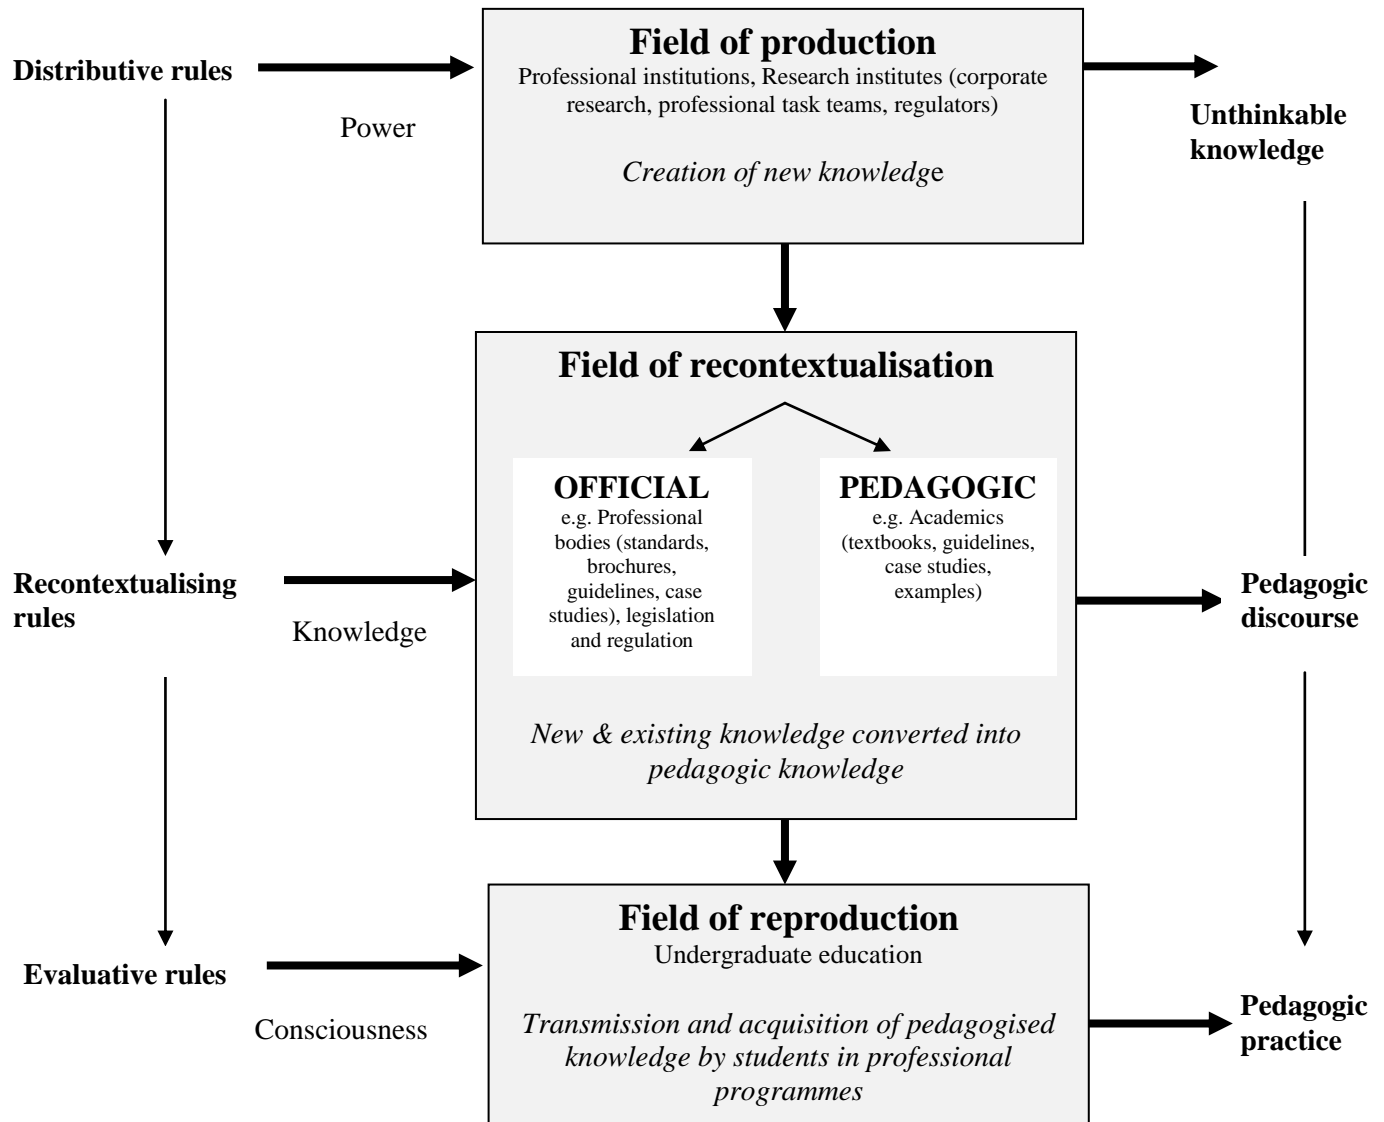 Field of production
Professional institutions, Research institutes (corporate
research, professional task teams, regulators)
Creation of new knowledge
Distributive rules
Power
Unthinkable
knowledge
Field of recontextualisation
OFFICIAL
e.g. Professional
bodies (standards,
brochures,
guidelines, case
studies), legislation
and regulation
PEDAGOGIC
e.g. Academics
(textbooks, guidelines,
case studies,
examples)
New & existing knowledge converted into
pedagogic knowledge
Recontextualising
rules
Knowledge
Pedagogic
discourse
Field of reproduction
Undergraduate education
Transmission and acquisition of pedagogised
knowledge by students in professional
programmes
Evaluative rules
Consciousness
Pedagogic
practice